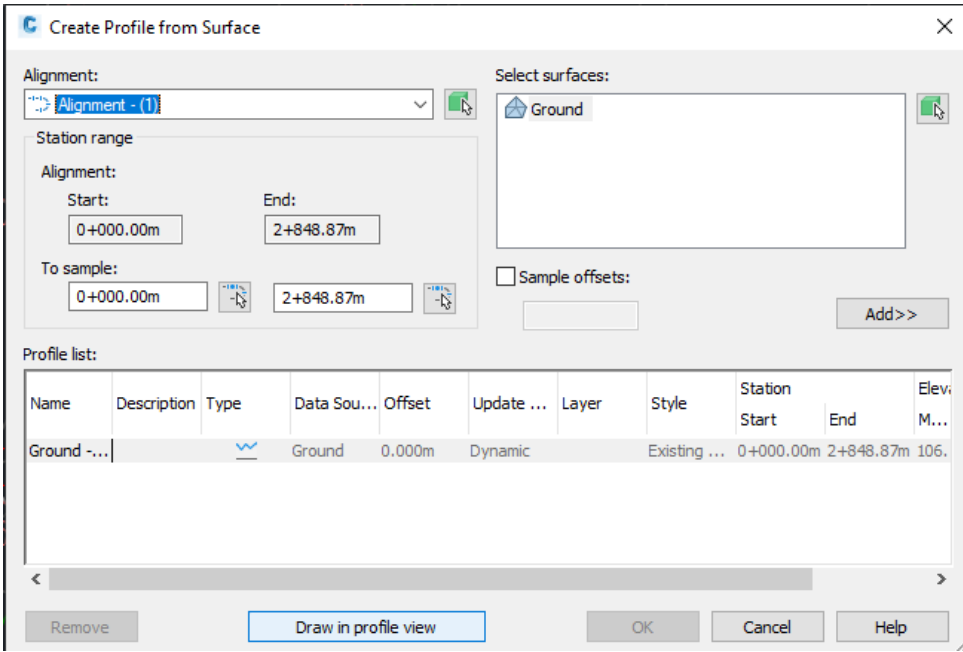 Create Profile from Surface
Alignment:
Alignment - (1)
Select surfaces:
Ground
Station range
Alignment:
Start: End:
0+000.00m 2+848.87m
To sample:
0+000.00m 2+848.87m
Sample offsets:
Add>>
Profile list:
Name Description Type Data Sou... Offset Update ... Layer Style Station Start End Eleva M...
Ground -... Ground 0.000m Dynamic Existing ... 0+000.00m 2+848.87m 106.
Remove Draw in profile view OK Cancel Help